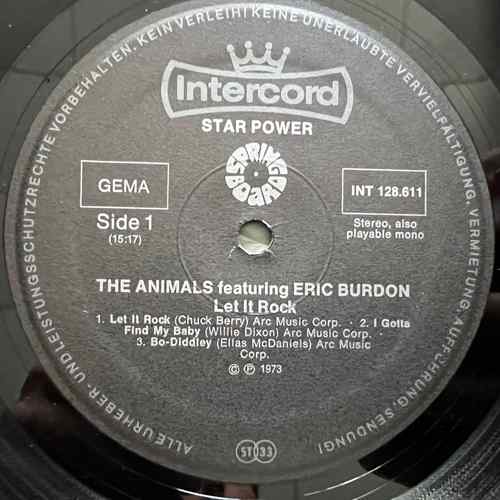 ALLE URHEBER- UND LEISTUNGSSCHUTZRECHTE VORBEHALTEN. KEIN VERLEIH! KEINE UNERLAUBTE VERVIELFÄLTIGUNG, VERMIETUNG, AUFFÜHRUNG, SENDUNG!
Intercord
STAR POWER
SPRING BOARD
GEMA
INT 128.611
Side 1
(15:17)
Stereo, also
playable mono
THE ANIMALS featuring ERIC BURDON
Let It Rock
1. Let It Rock (Chuck Berry) Arc Music Corp. · 2. I Gotta
Find My Baby (Willie Dixon) Arc Music Corp. ·
3. Bo-Diddley (Ellas McDaniels) Arc Music
Corp.
© ℗ 1973
ST 33